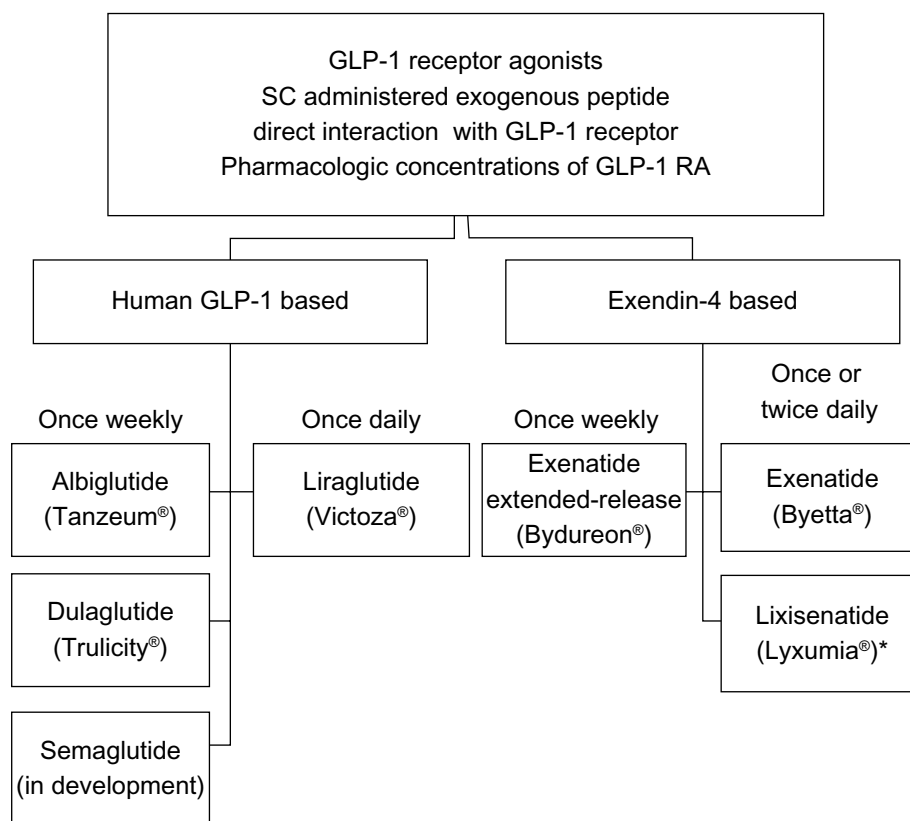 GLP-1 receptor agonists
SC administered exogenous peptide
direct interaction with GLP-1 receptor
Pharmacologic concentrations of GLP-1 RA
Human GLP-1 based
Exendin-4 based
Once weekly
Once daily
Once weekly
Once or
twice daily
Albiglutide
(Tanzeum®)
Liraglutide
(Victoza®)
Exenatide
extended-release
(Bydureon®)
Exenatide
(Byetta®)
Dulaglutide
(Trulicity®)
Lixisenatide
(Lyxumia®)*
Semaglutide
(in development)